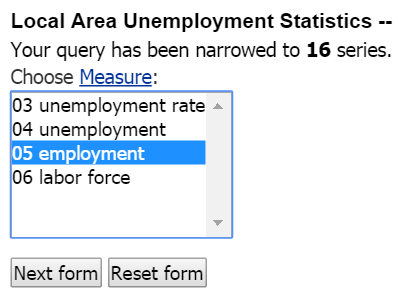 Local Area Unemployment Statistics --
Your query has been narrowed to 16 series.
Choose Measure:
03 unemployment rate
04 unemployment
05 employment
06 labor force
Next form Reset form